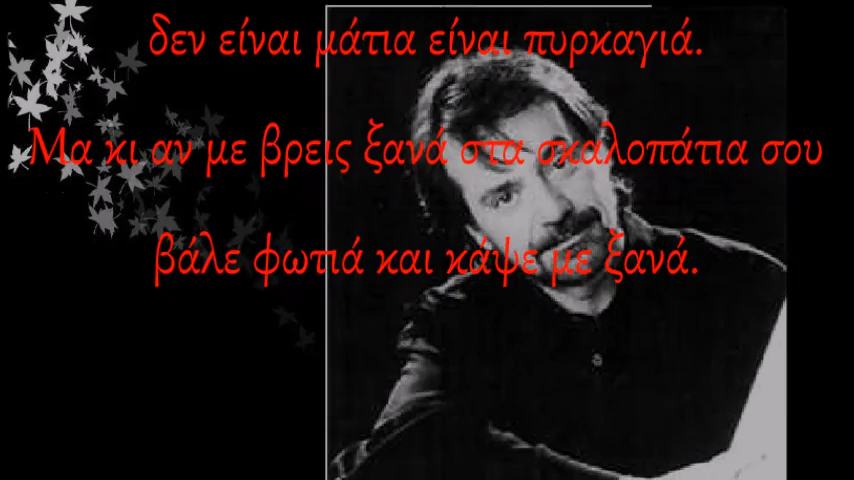 δεν είναι μάτια είναι πυρκαγιά.
Μα κι αν με βρεις ξανά στα σκαλοπάτια σου
βάλε φωτιά και κάψε με ξανά.